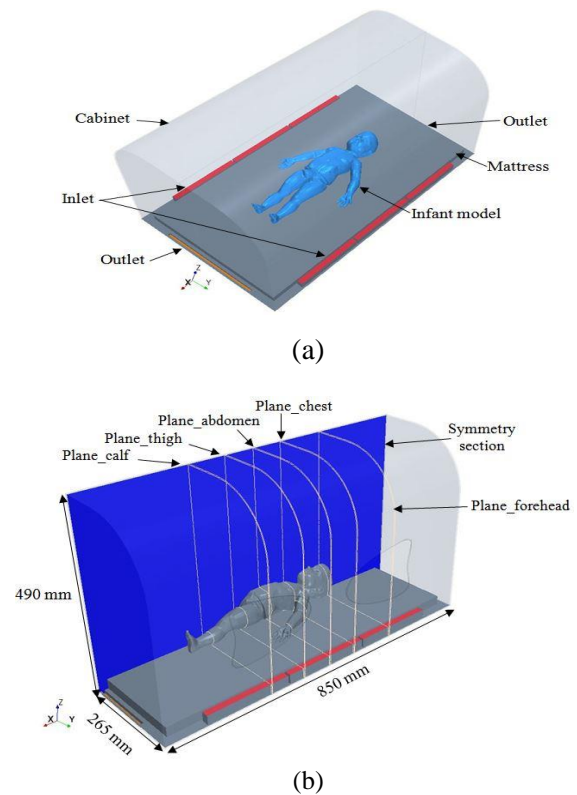 Cabinet
Outlet
Mattress
Inlet
Infant model
Outlet
Z
X
Y
(a)
Plane_chest
Plane_abdomen
Plane_thigh
Plane_calf
Symmetry
section
Plane_forehead
490 mm
850 mm
265 mm
Z
X
Y
(b)